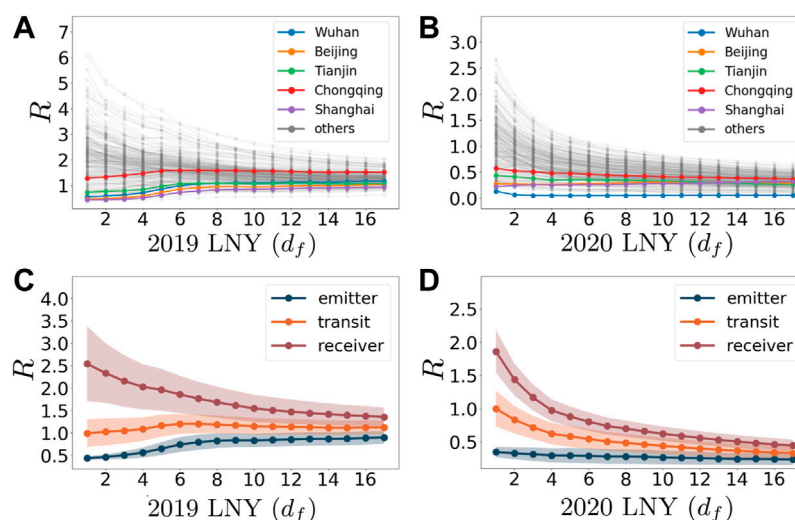 A
7
6
5
4
3
2
1
R
2 4 6 8 10 12 14 16
2019 LNY (d_f)
Wuhan
Beijing
Tianjin
Chongqing
Shanghai
others
B
3.0
2.5
2.0
1.5
1.0
0.5
0.0
R
2 4 6 8 10 12 14 16
2020 LNY (d_f)
Wuhan
Beijing
Tianjin
Chongqing
Shanghai
others
C
4.0
3.5
3.0
2.5
2.0
1.5
1.0
0.5
R
2 4 6 8 10 12 14 16
2019 LNY (d_f)
emitter
transit
receiver
D
2.5
2.0
1.5
1.0
0.5
R
2 4 6 8 10 12 14 16
2020 LNY (d_f)
emitter
transit
receiver